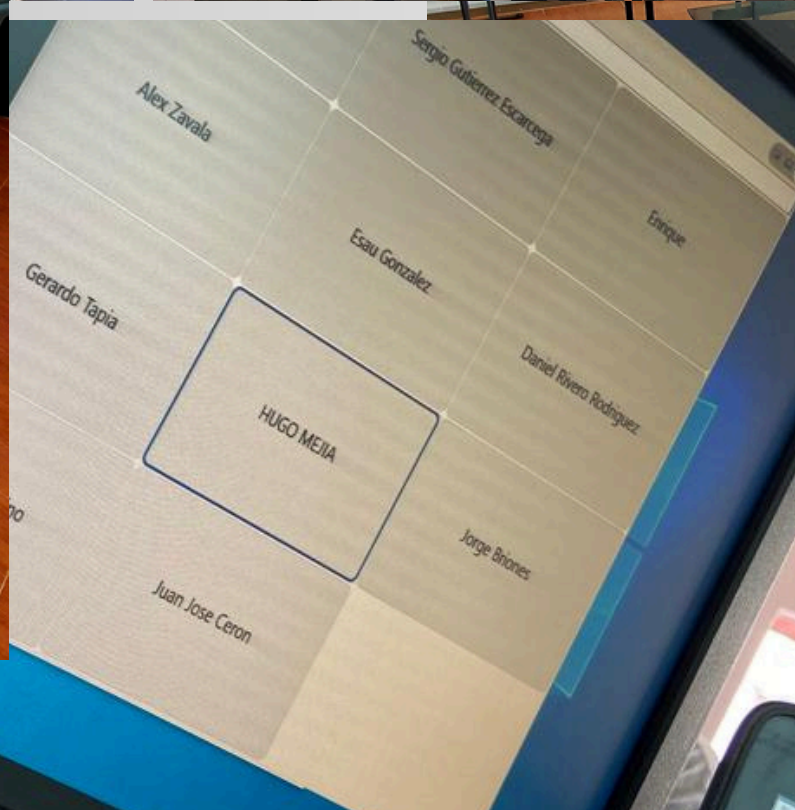 Sergio Gutierrez Escarcega
Alex Zavala
Enrique
Esau Gonzalez
Gerardo Tapia
Daniel Rivero Rodriguez
HUGO MEJIA
Jorge Briones
Juan Jose Ceron